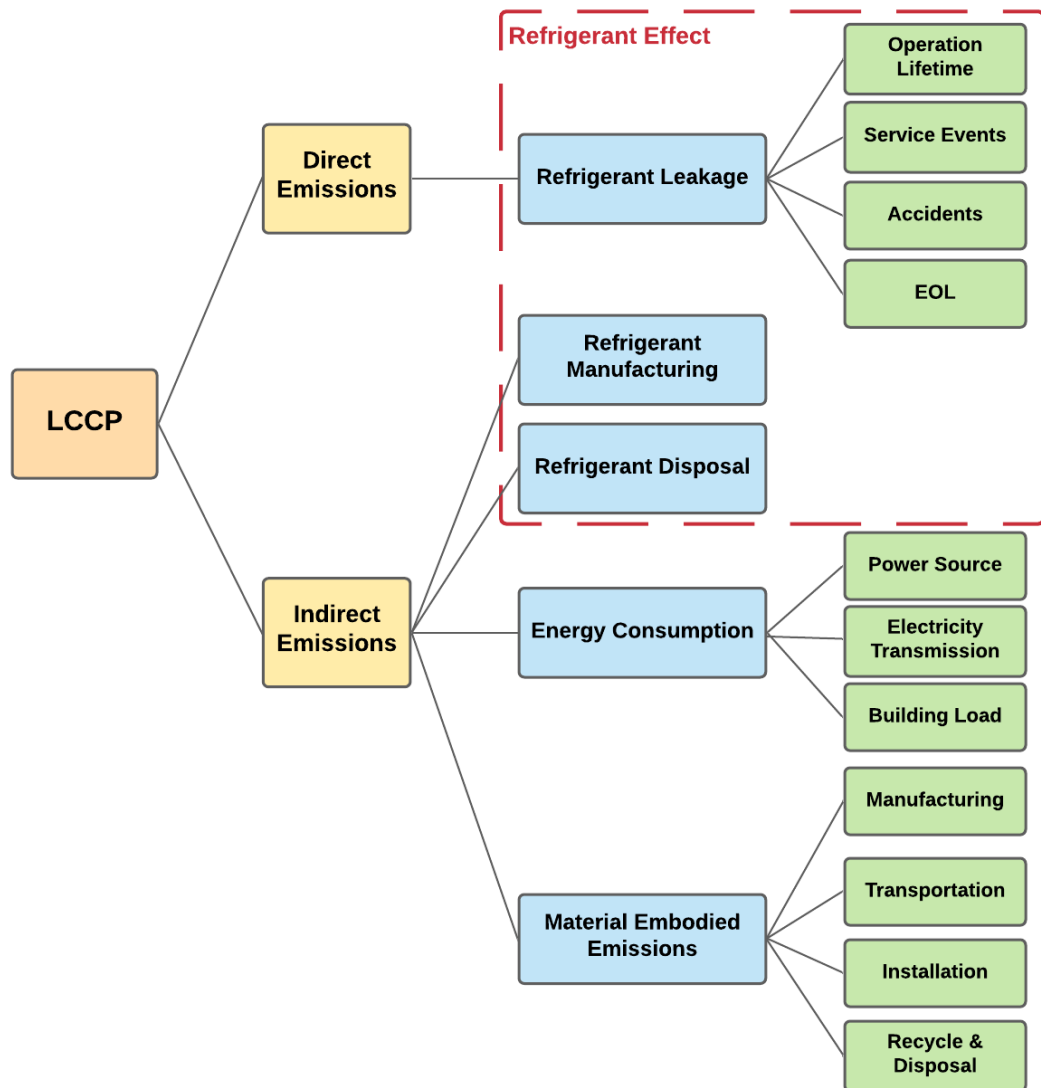 Refrigerant Effect
Operation
Lifetime
Service Events
Direct
Emissions
Refrigerant Leakage
Accidents
EOL
Refrigerant
Manufacturing
LCCP
Refrigerant Disposal
Power Source
Indirect
Emissions
Energy Consumption
Electricity
Transmission
Building Load
Manufacturing
Transportation
Material Embodied
Emissions
Installation
Recycle &
Disposal